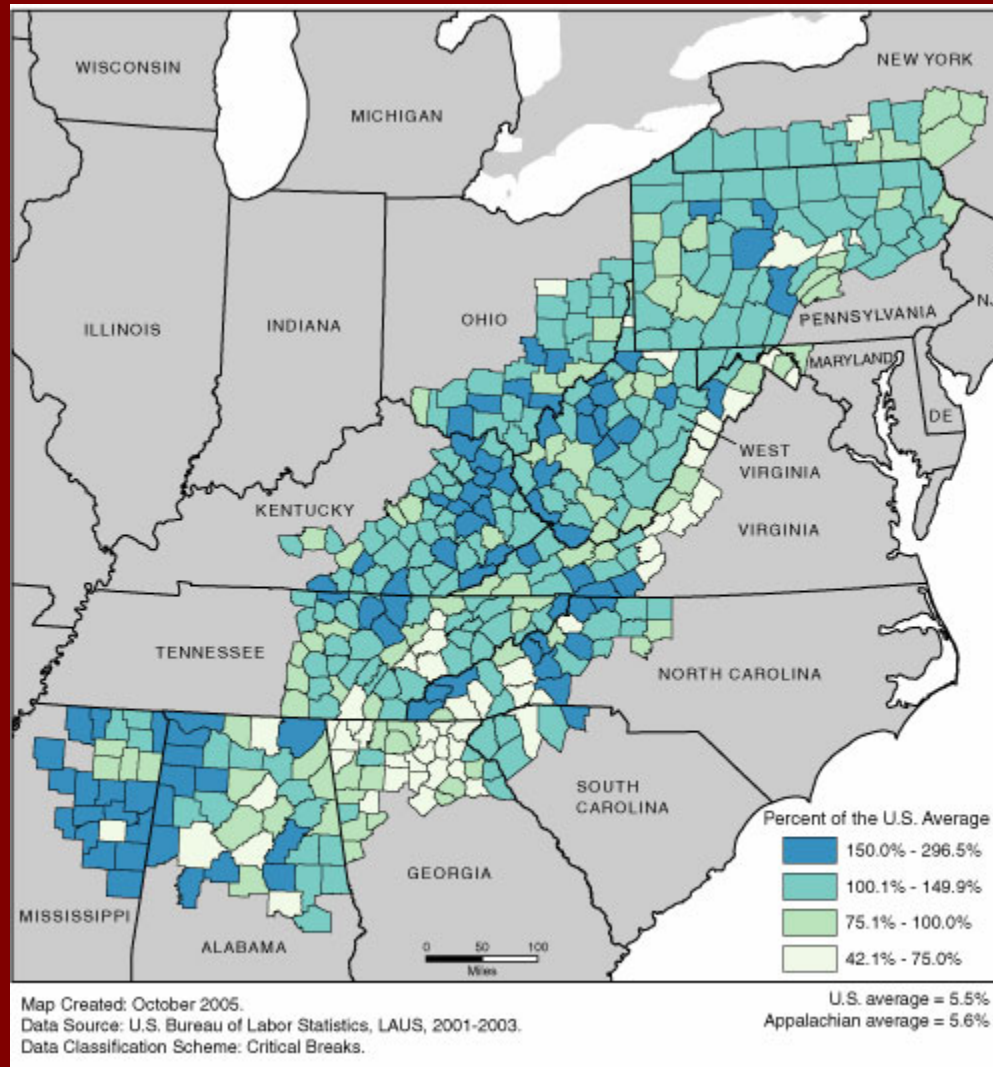 WISCONSIN
NEW YORK
MICHIGAN
ILLINOIS
INDIANA
OHIO
PENNSYLVANIA
NJ
MARYLAND
DE
WEST
VIRGINIA
KENTUCKY
VIRGINIA
TENNESSEE
NORTH CAROLINA
SOUTH
CAROLINA
GEORGIA
MISSISSIPPI
ALABAMA
Percent of the U.S. Average
150.0% - 296.5%
100.1% - 149.9%
75.1% - 100.0%
42.1% - 75.0%
0 50 100
Miles
Map Created: October 2005.
Data Source: U.S. Bureau of Labor Statistics, LAUS, 2001-2003.
Data Classification Scheme: Critical Breaks.
U.S. average = 5.5%
Appalachian average = 5.6%